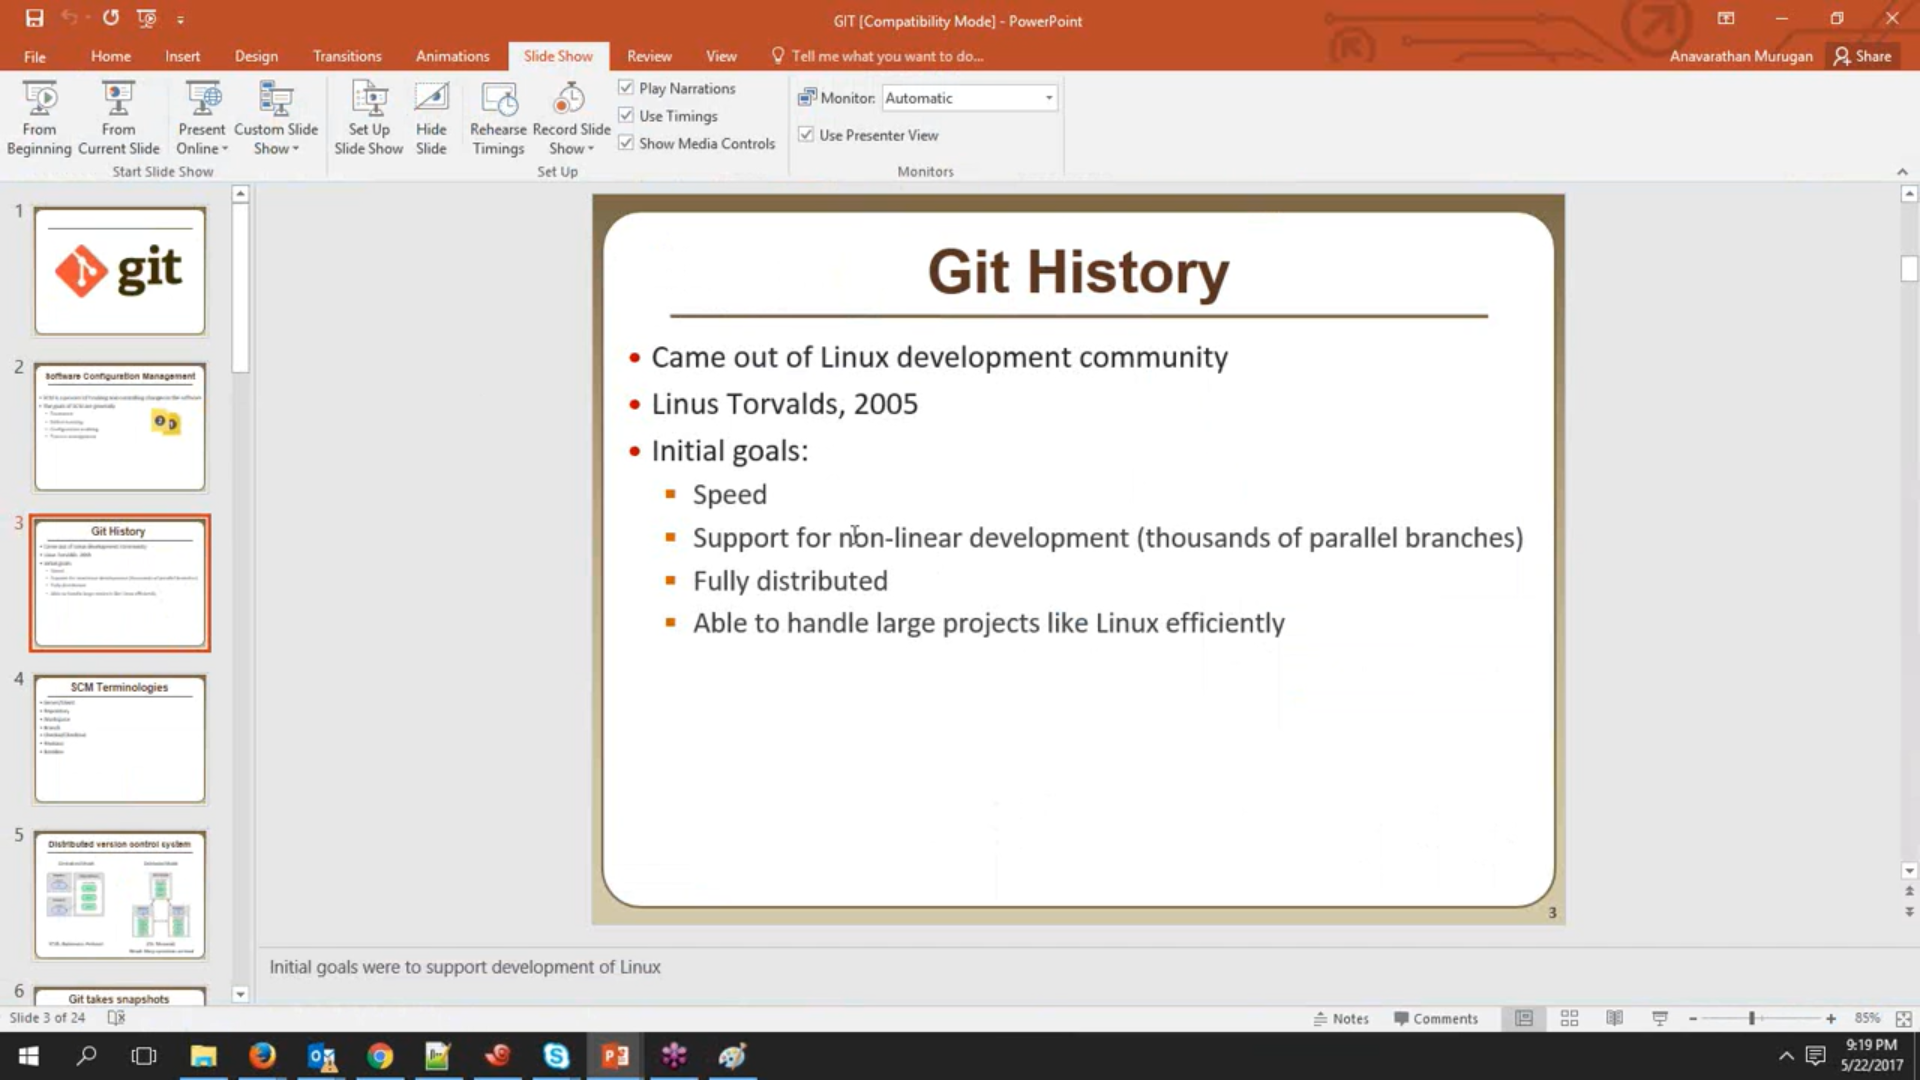 GIT [Compatibility Mode] - PowerPoint
File
Home
Insert
Design
Transitions
Animations
Slide Show
Review
View
Tell me what you want to do...
Anavarathan Murugan
Share
From
Beginning
From
Current Slide
Present
Online
Custom Slide
Show
Start Slide Show
Set Up
Slide Show
Hide
Slide
Rehearse
Timings
Record Slide
Show
Play Narrations
Use Timings
Show Media Controls
Set Up
Monitor: Automatic
Use Presenter View
Monitors
1
git
2
Software Configuration Management
3
Git History
4
SCM Terminologies
5
Distributed version control system
6
Git takes snapshots
Git History
• Came out of Linux development community
• Linus Torvalds, 2005
• Initial goals:
▪ Speed
▪ Support for non-linear development (thousands of parallel branches)
▪ Fully distributed
▪ Able to handle large projects like Linux efficiently
3
Initial goals were to support development of Linux
Slide 3 of 24
Notes
Comments
85%
9:19 PM
5/22/2017